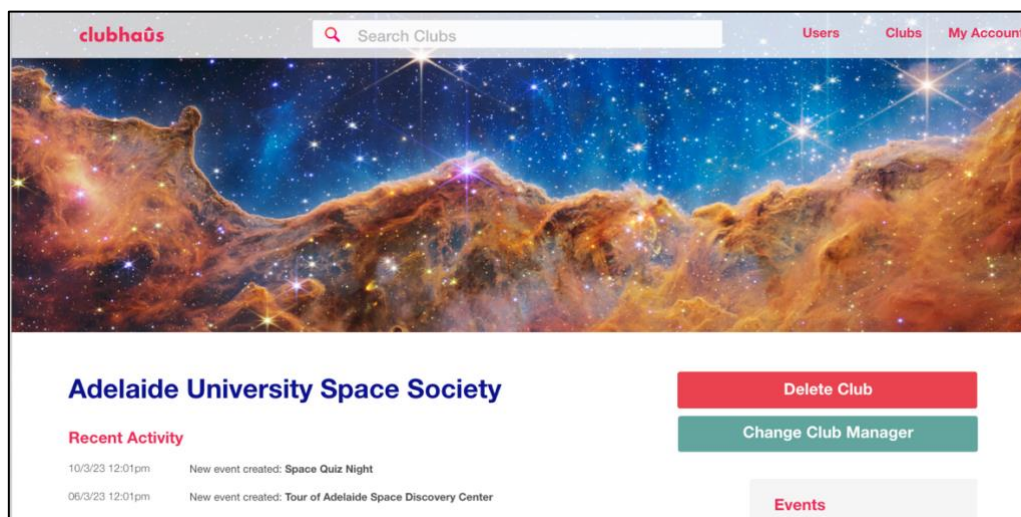 clubhaûs
Search Clubs
Users Clubs My Account
Adelaide University Space Society
Delete Club
Change Club Manager
Recent Activity
10/3/23 12:01pm New event created: Space Quiz Night
06/3/23 12:01pm New event created: Tour of Adelaide Space Discovery Center
Events